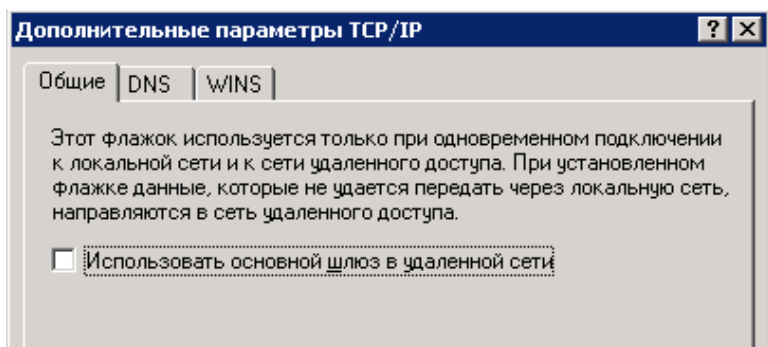 Дополнительные параметры TCP/IP
Общие DNS WINS
Этот флажок используется только при одновременном подключении
к локальной сети и к сети удаленного доступа. При установленном
флажке данные, которые не удается передать через локальную сеть,
направляются в сеть удаленного доступа.
Использовать основной шлюз в удаленной сети